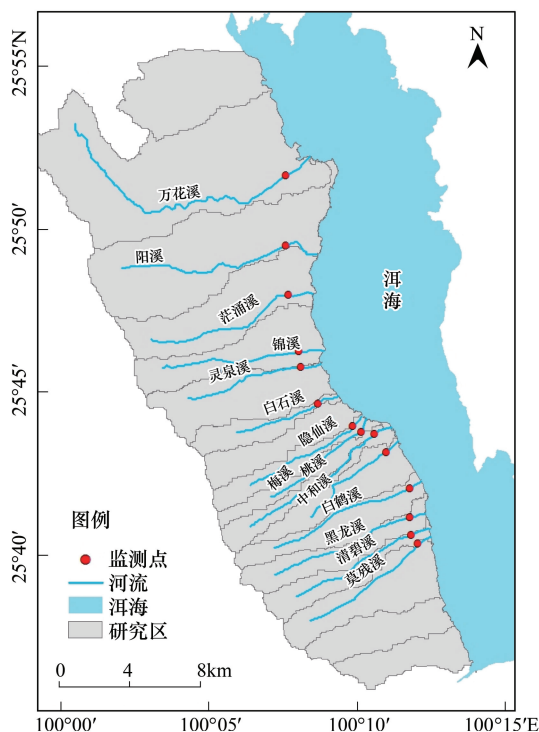 N
25°55′N
25°50′
25°45′
25°40′
万花溪
阳溪
茫涌溪
锦溪
灵泉溪
白石溪
隐仙溪
梅溪
桃溪
中和溪
白鹤溪
黑龙溪
清碧溪
莫残溪
洱
海
图例
监测点
河流
洱海
研究区
0 4 8km
100°00′ 100°05′ 100°10′ 100°15′E